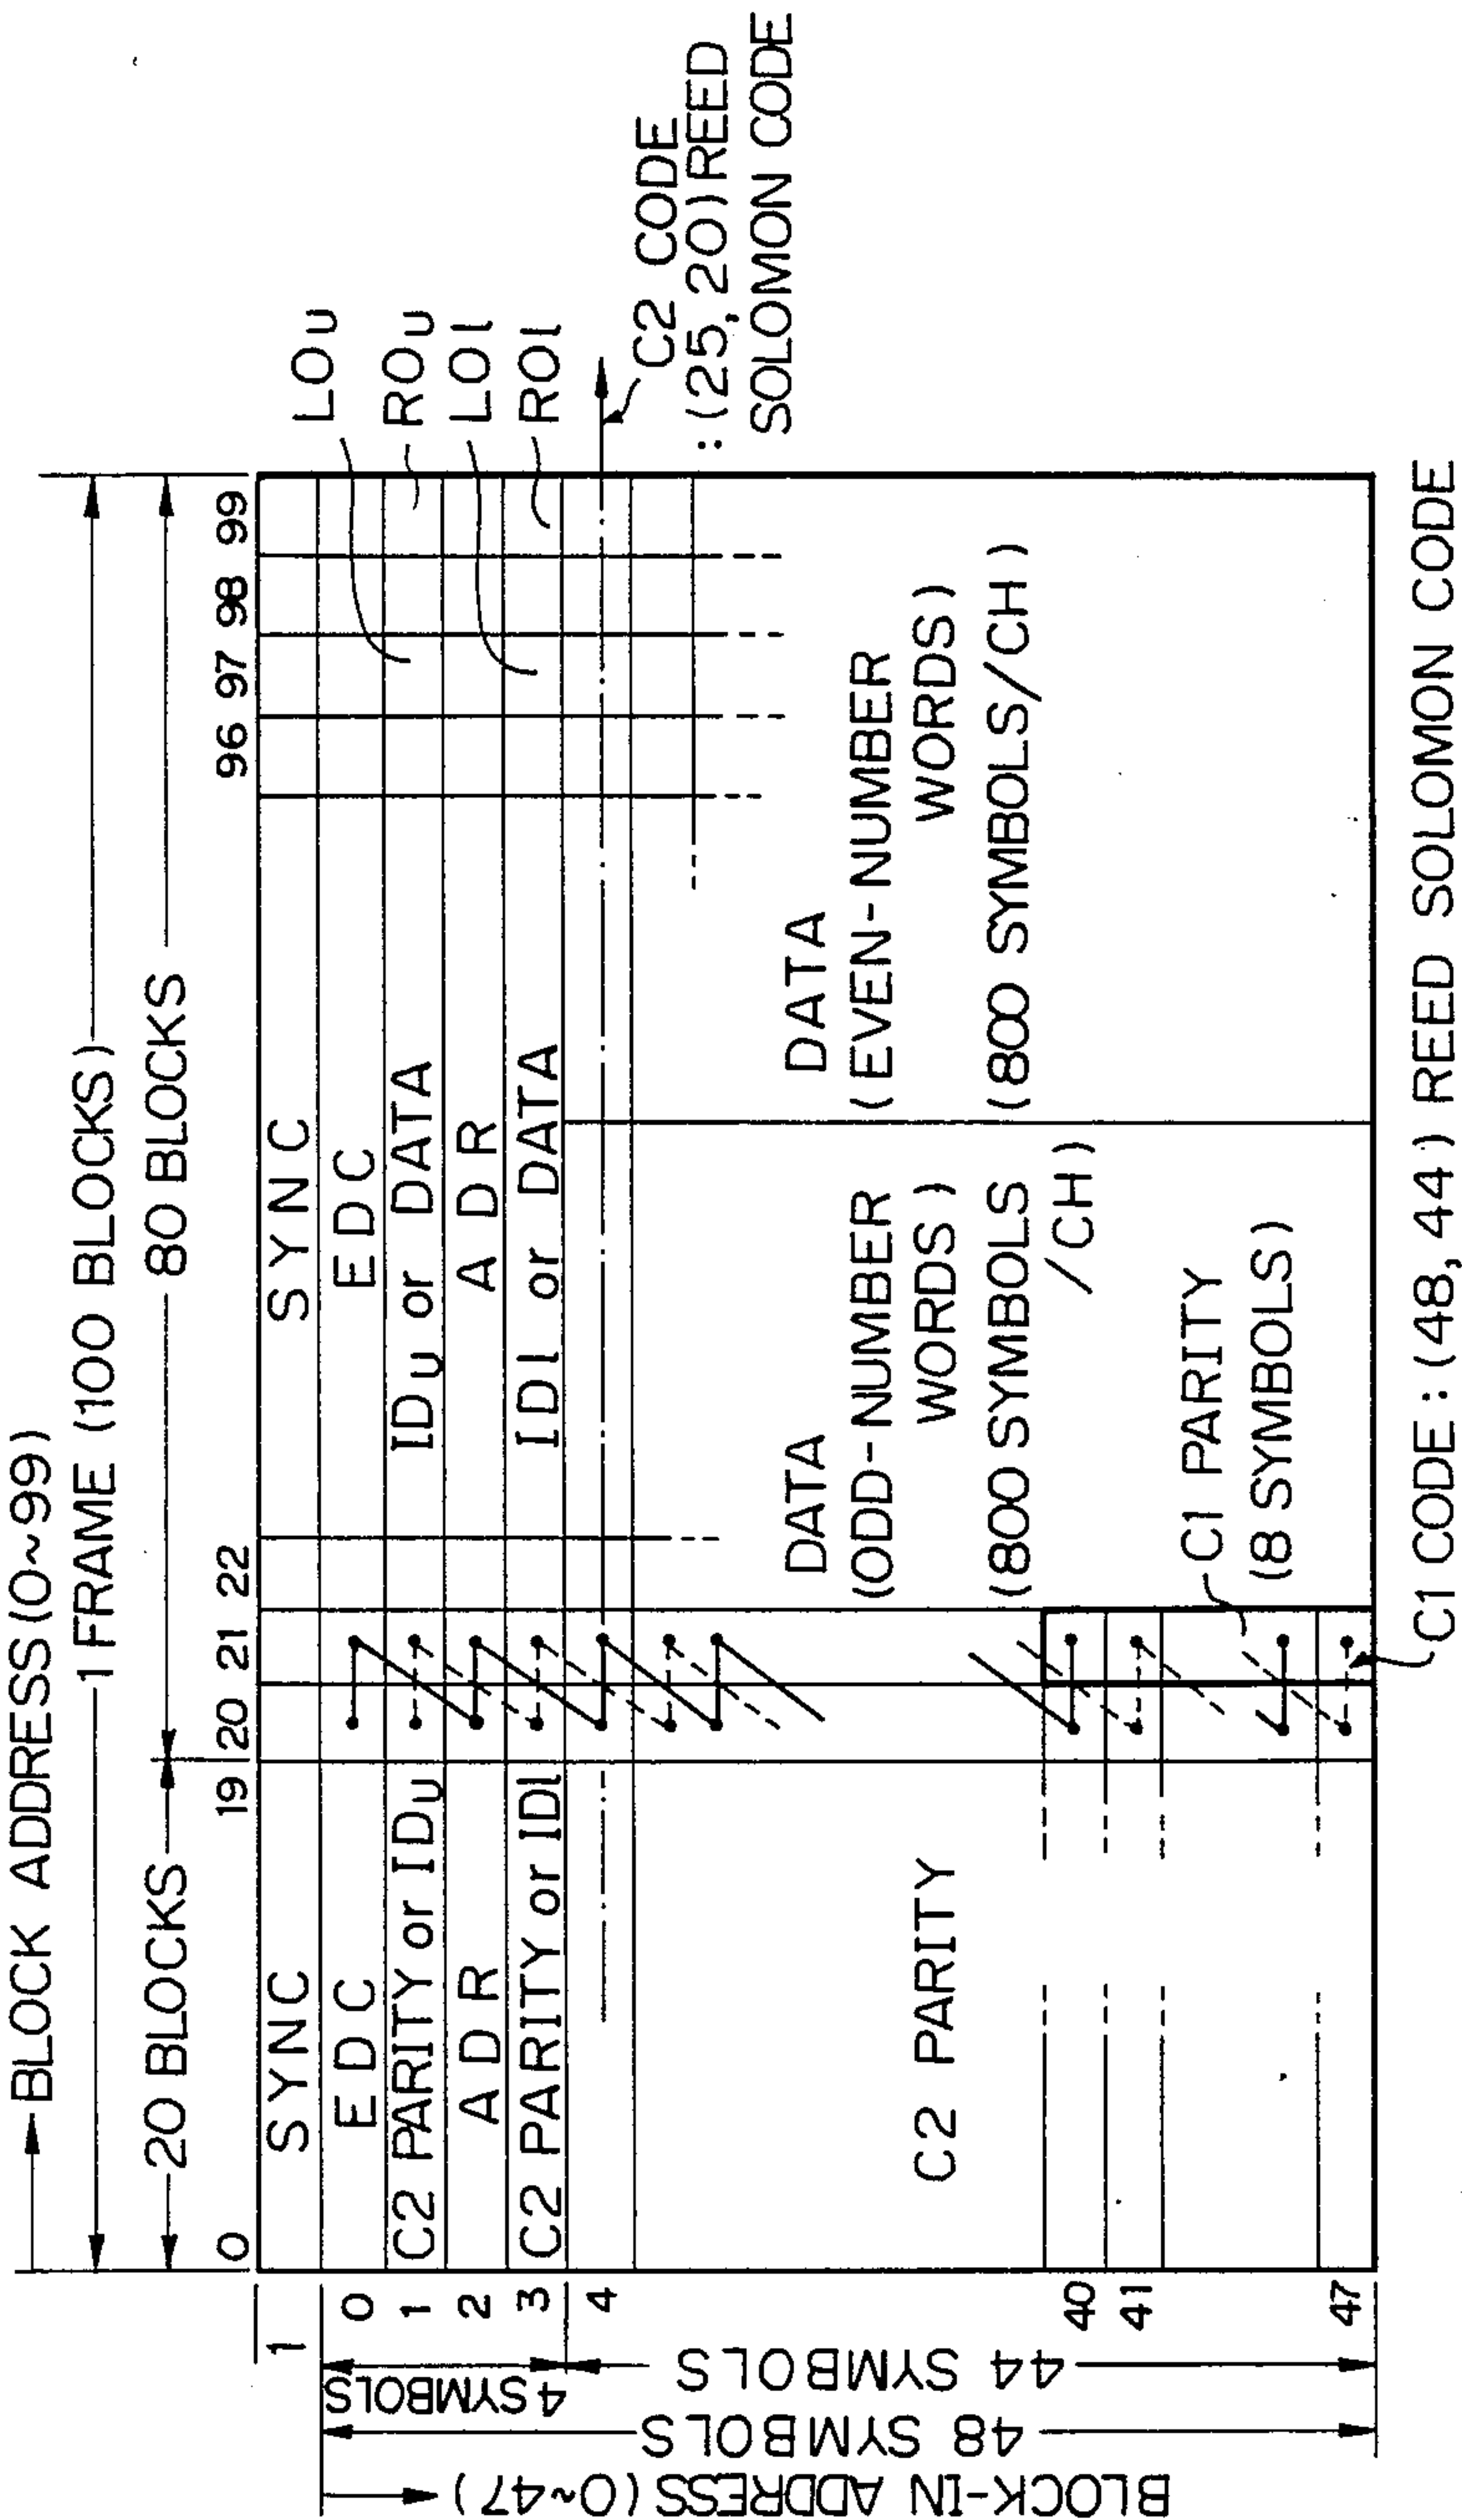 BLOCK ADDRESS (0~99)
1 FRAME (100 BLOCKS)
20 BLOCKS
80 BLOCKS
0
19
20
21
22
96
97
98
99
1
SYNC
SYNC
0
EDC
EDC
LOu
1
C2 PARITY or IDu
IDu or DATA
ROu
2
ADR
ADR
LOl
3
C2 PARITY or IDl
IDl or DATA
ROl
4
C2 CODE
: (25, 20) REED
SOLOMON CODE
C2 PARITY
DATA
(ODD-NUMBER
WORDS)
(800 SYMBOLS
/CH)
DATA
(EVEN-NUMBER
WORDS)
(800 SYMBOLS/CH)
C1 PARITY
(8 SYMBOLS)
40
41
47
4 SYMBOLS
44 SYMBOLS
48 SYMBOLS
BLOCK-IN ADDRESS (0~47)
C1 CODE : (48, 44) REED SOLOMON CODE